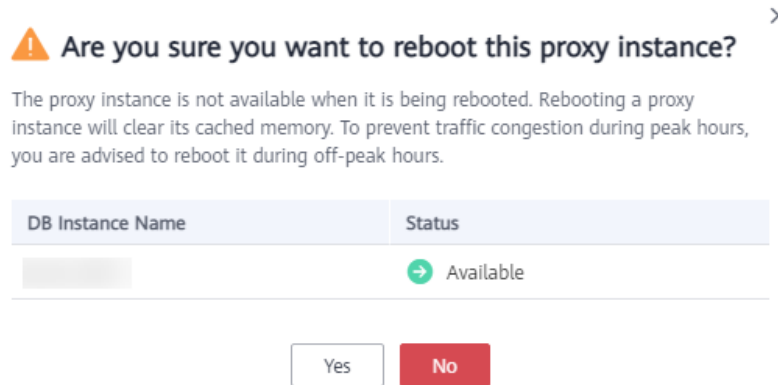 Are you sure you want to reboot this proxy instance?
The proxy instance is not available when it is being rebooted. Rebooting a proxy
instance will clear its cached memory. To prevent traffic congestion during peak hours,
you are advised to reboot it during off-peak hours.
DB Instance Name Status
Available
Yes No